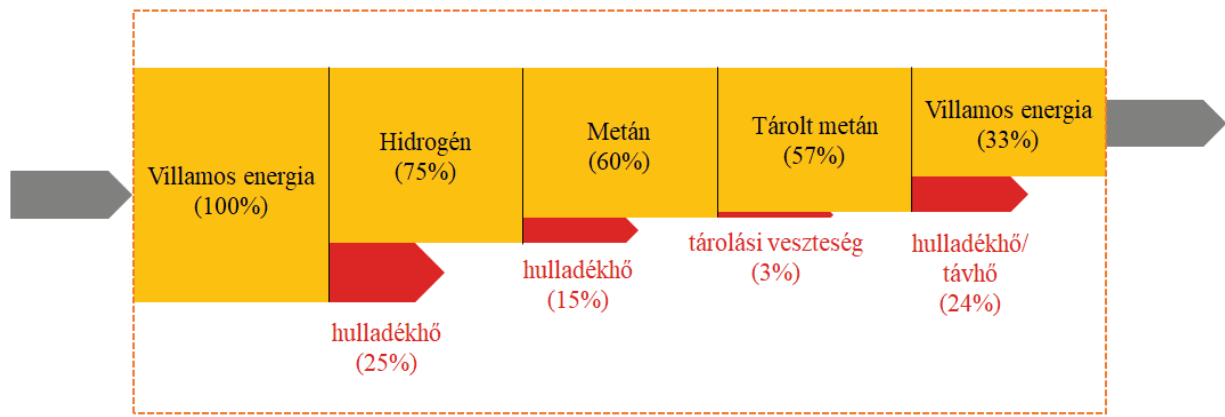 Villamos energia
(100%)
Hidrogén
(75%)
Metán
(60%)
Tárolt metán
(57%)
Villamos energia
(33%)
hulladékhő
(25%)
hulladékhő
(15%)
tárolási veszteség
(3%)
hulladékhő/
távhő
(24%)